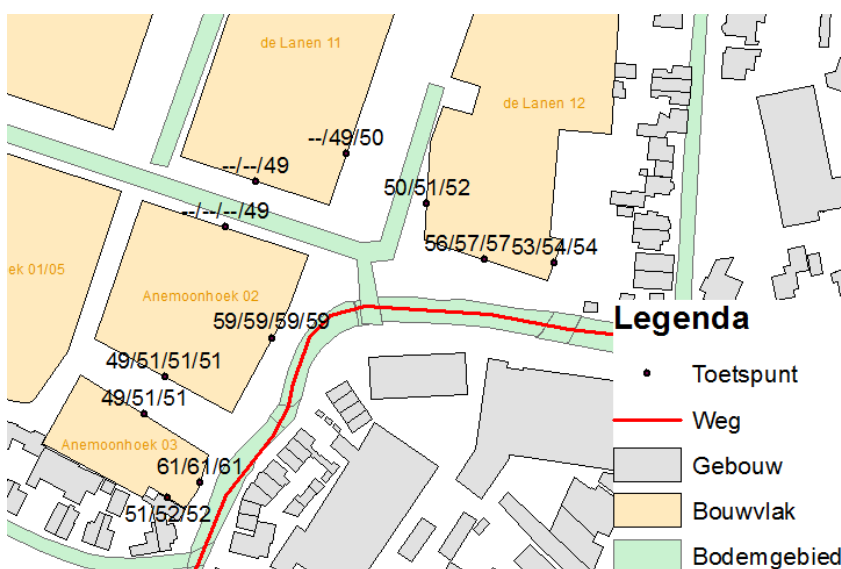 de Lanen 11
de Lanen 12
--/49/50
--/--/49
50/51/52
--/--/--/49
56/57/57
53/54/54
ek 01/05
Anemoonhoek 02
59/59/59/59
Legenda
49/51/51/51
Toetspunt
49/51/51
Weg
Anemoonhoek 03
61/61/61
Gebouw
51/52/52
Bouwvlak
Bodemgebied